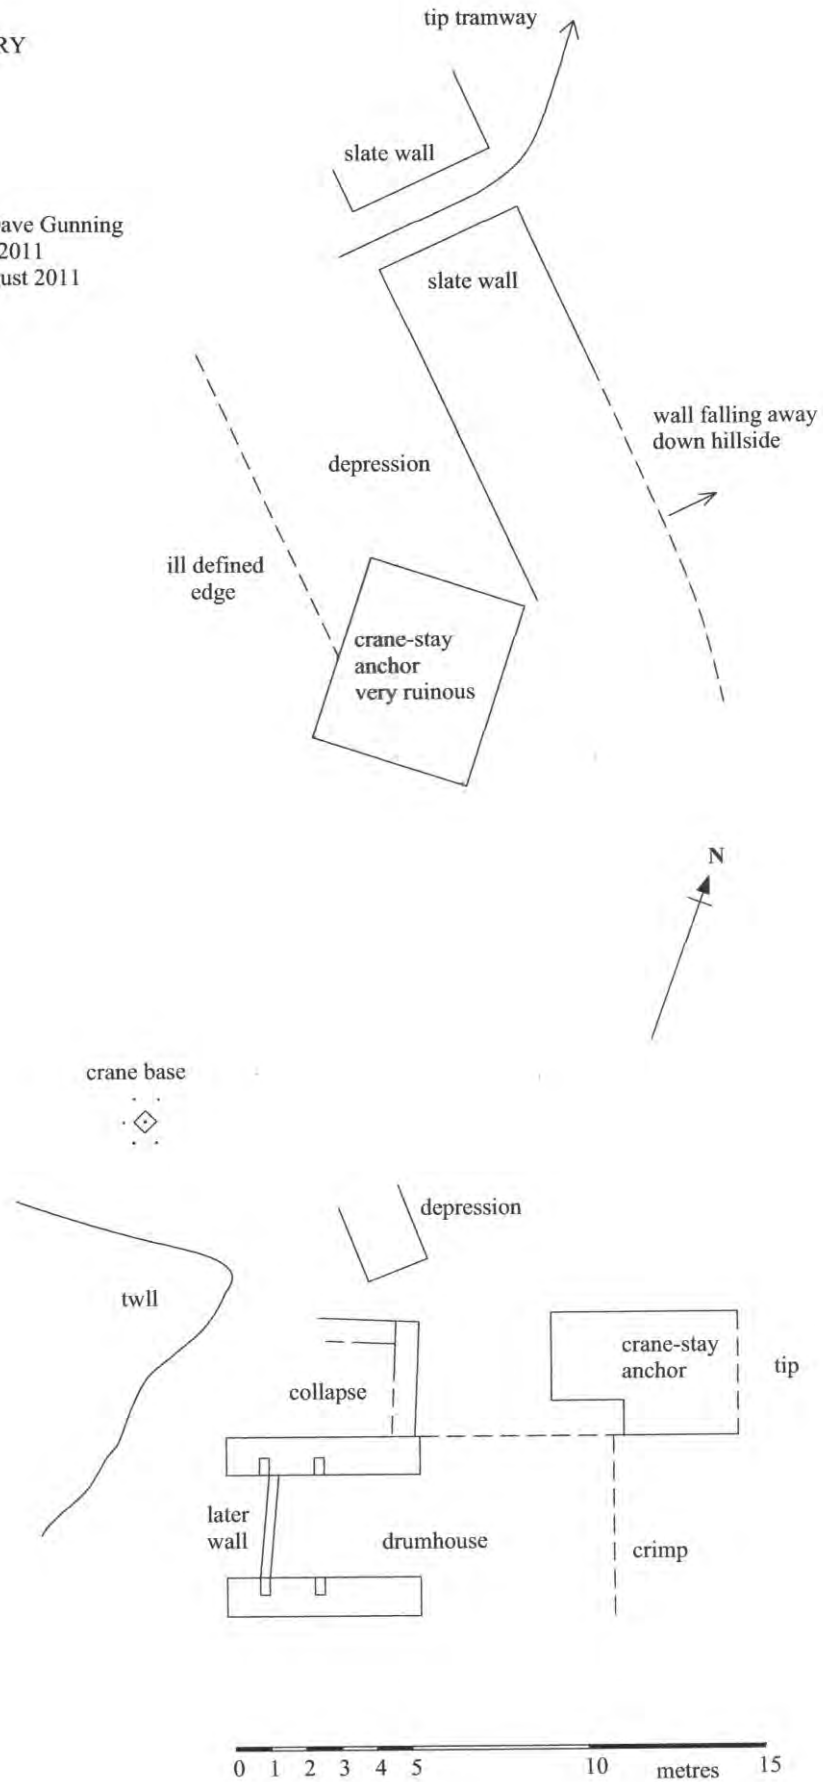 tip tramway
RY
slate wall
ave Gunning
2011
ust 2011
slate wall
wall falling away
down hillside
depression
ill defined
edge
crane-stay
anchor
very ruinous
N
crane base
depression
twll
crane-stay
anchor
tip
collapse
later
wall
drumhouse
crimp
0 1 2 3 4 5 10 metres 15